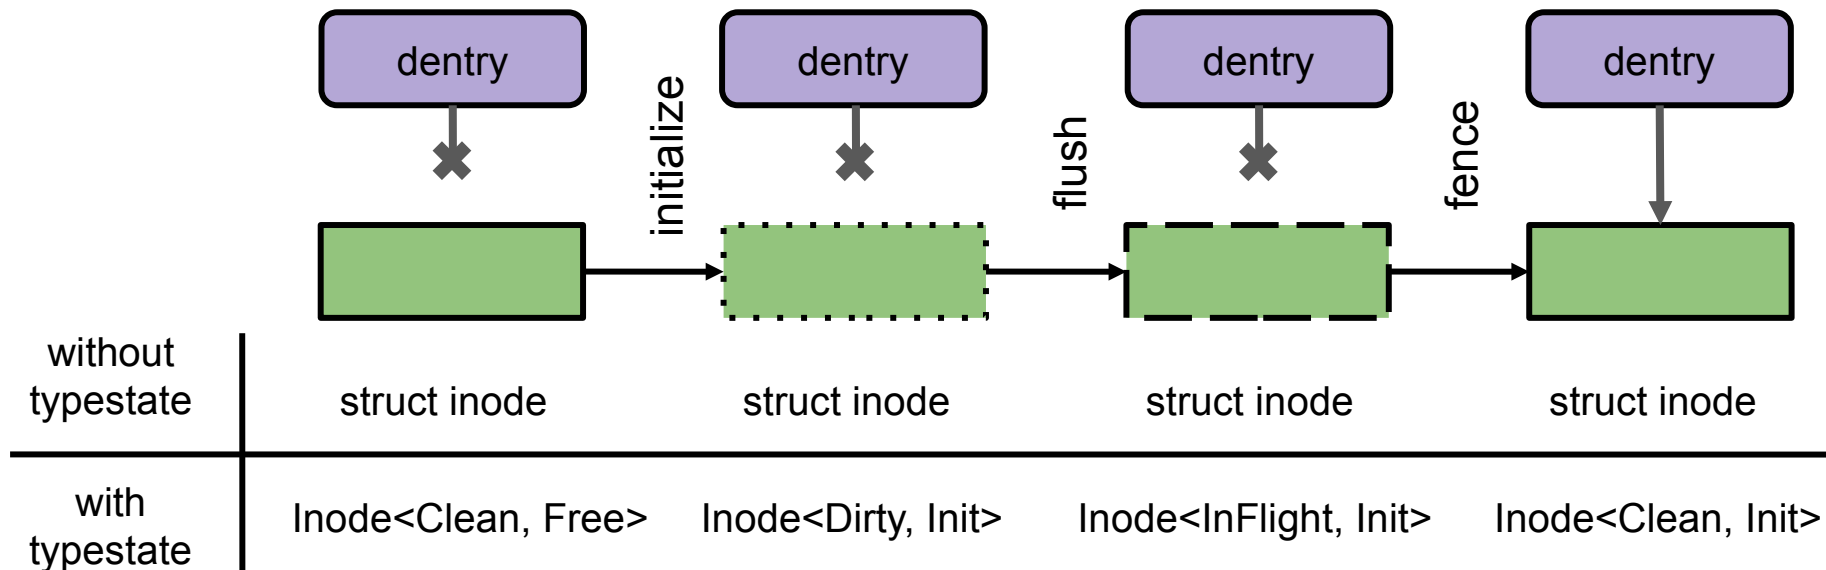 dentry
dentry
dentry
dentry
initialize
flush
fence
without
typestate
struct inode
struct inode
struct inode
struct inode
with
typestate
Inode<Clean, Free>
Inode<Dirty, Init>
Inode<InFlight, Init>
Inode<Clean, Init>